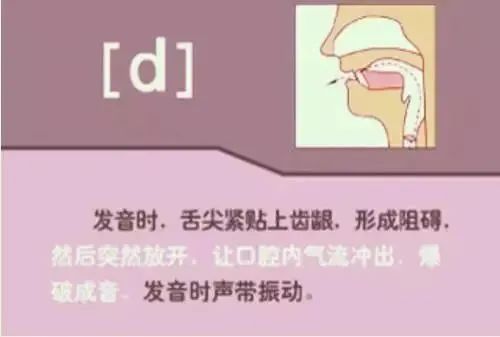 [d]
发音时，舌尖紧贴上齿龈，形成阻碍，
然后突然放开，让口腔内气流冲出，爆
破成音，发音时声带振动。